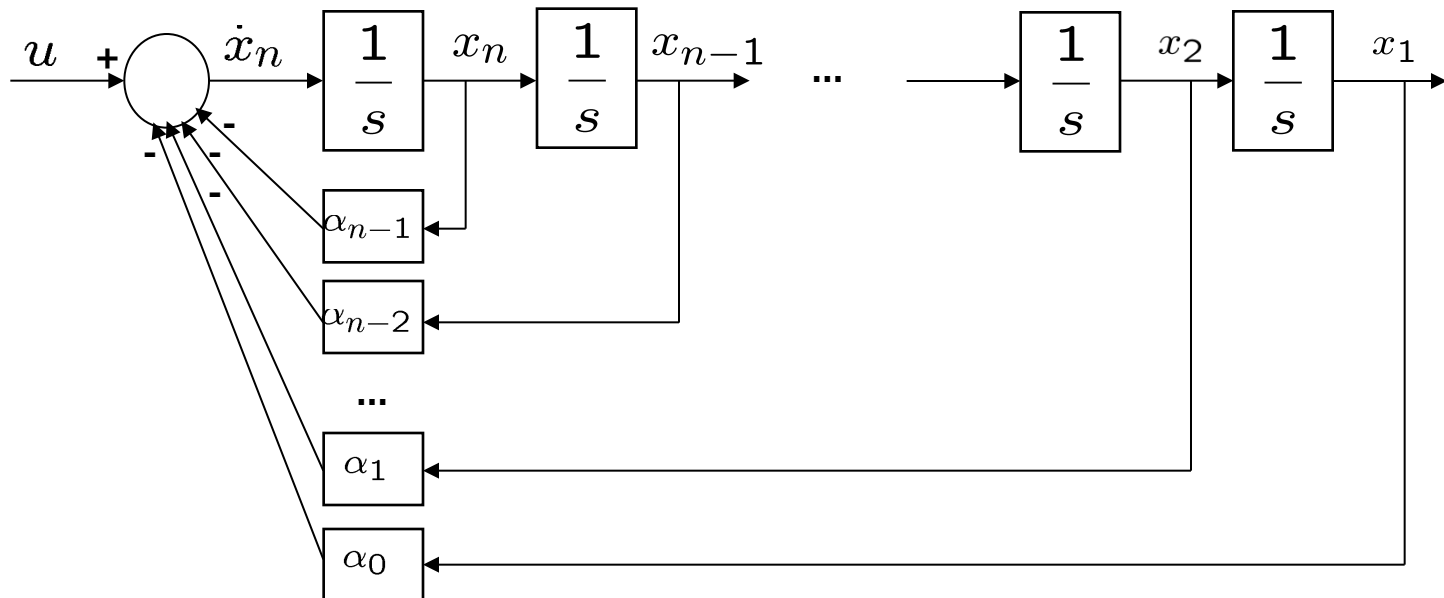 u + ẋₙ 1/s xₙ 1/s xₙ₋₁ ... 1/s x₂ 1/s x₁
-
- -
-
αₙ₋₁
αₙ₋₂
...
α₁
α₀